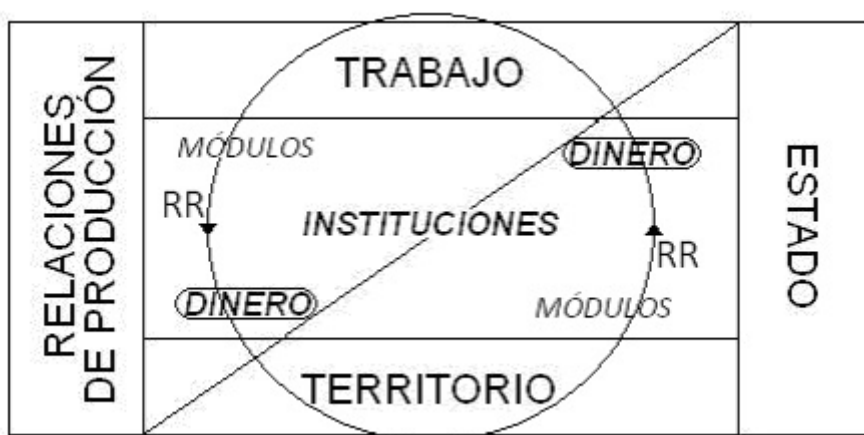 RELACIONES
DE PRODUCCIÓN
TRABAJO
MÓDULOS
DINERO
RR
INSTITUCIONES
RR
DINERO
MÓDULOS
TERRITORIO
ESTADO